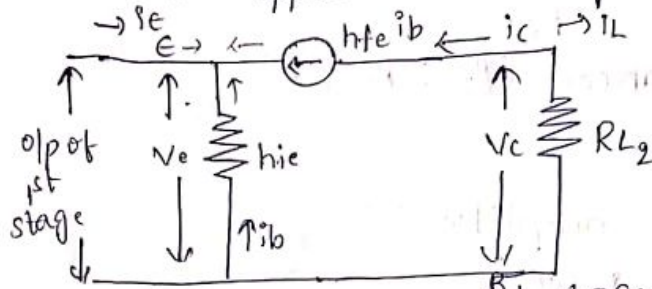 → iE
E→ ← hfe ib ← ic → iL
o/p of
1st
stage
Ve hie Vc RL2
↑ib